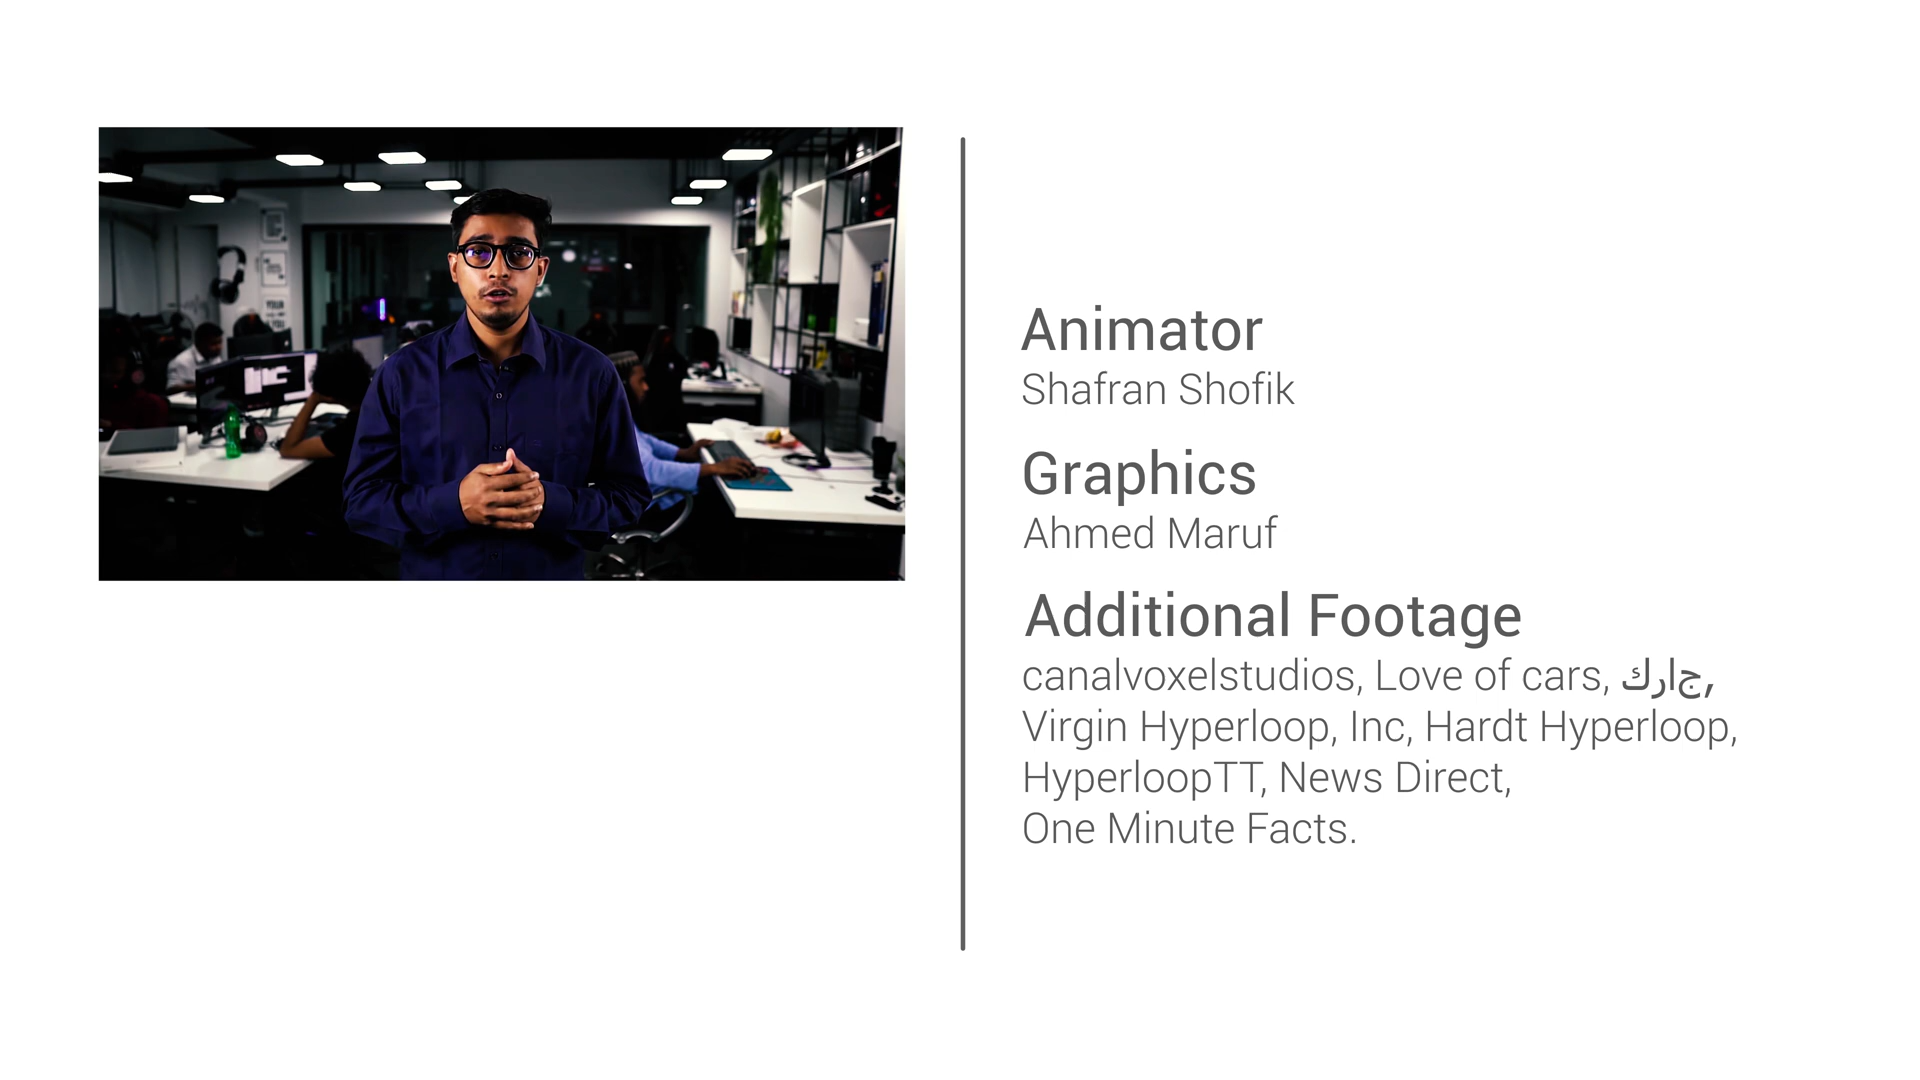 Animator
Shafran Shofik
Graphics
Ahmed Maruf
Additional Footage
canalvoxelstudios, Love of cars, جارك,
Virgin Hyperloop, Inc, Hardt Hyperloop,
HyperloopTT, News Direct,
One Minute Facts.